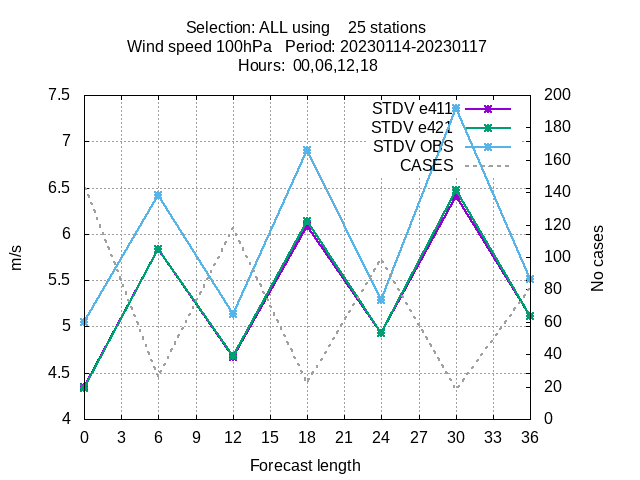 Selection: ALL using    25 stations
Wind speed 100hPa   Period: 20230114-20230117
Hours:  00,06,12,18
7.5
7
6.5
6
5.5
5
4.5
4
200
180
160
140
120
100
80
60
40
20
0
STDV e411
STDV e421
STDV OBS
CASES
m/s
No cases
0 3 6 9 12 15 18 21 24 27 30 33 36
Forecast length